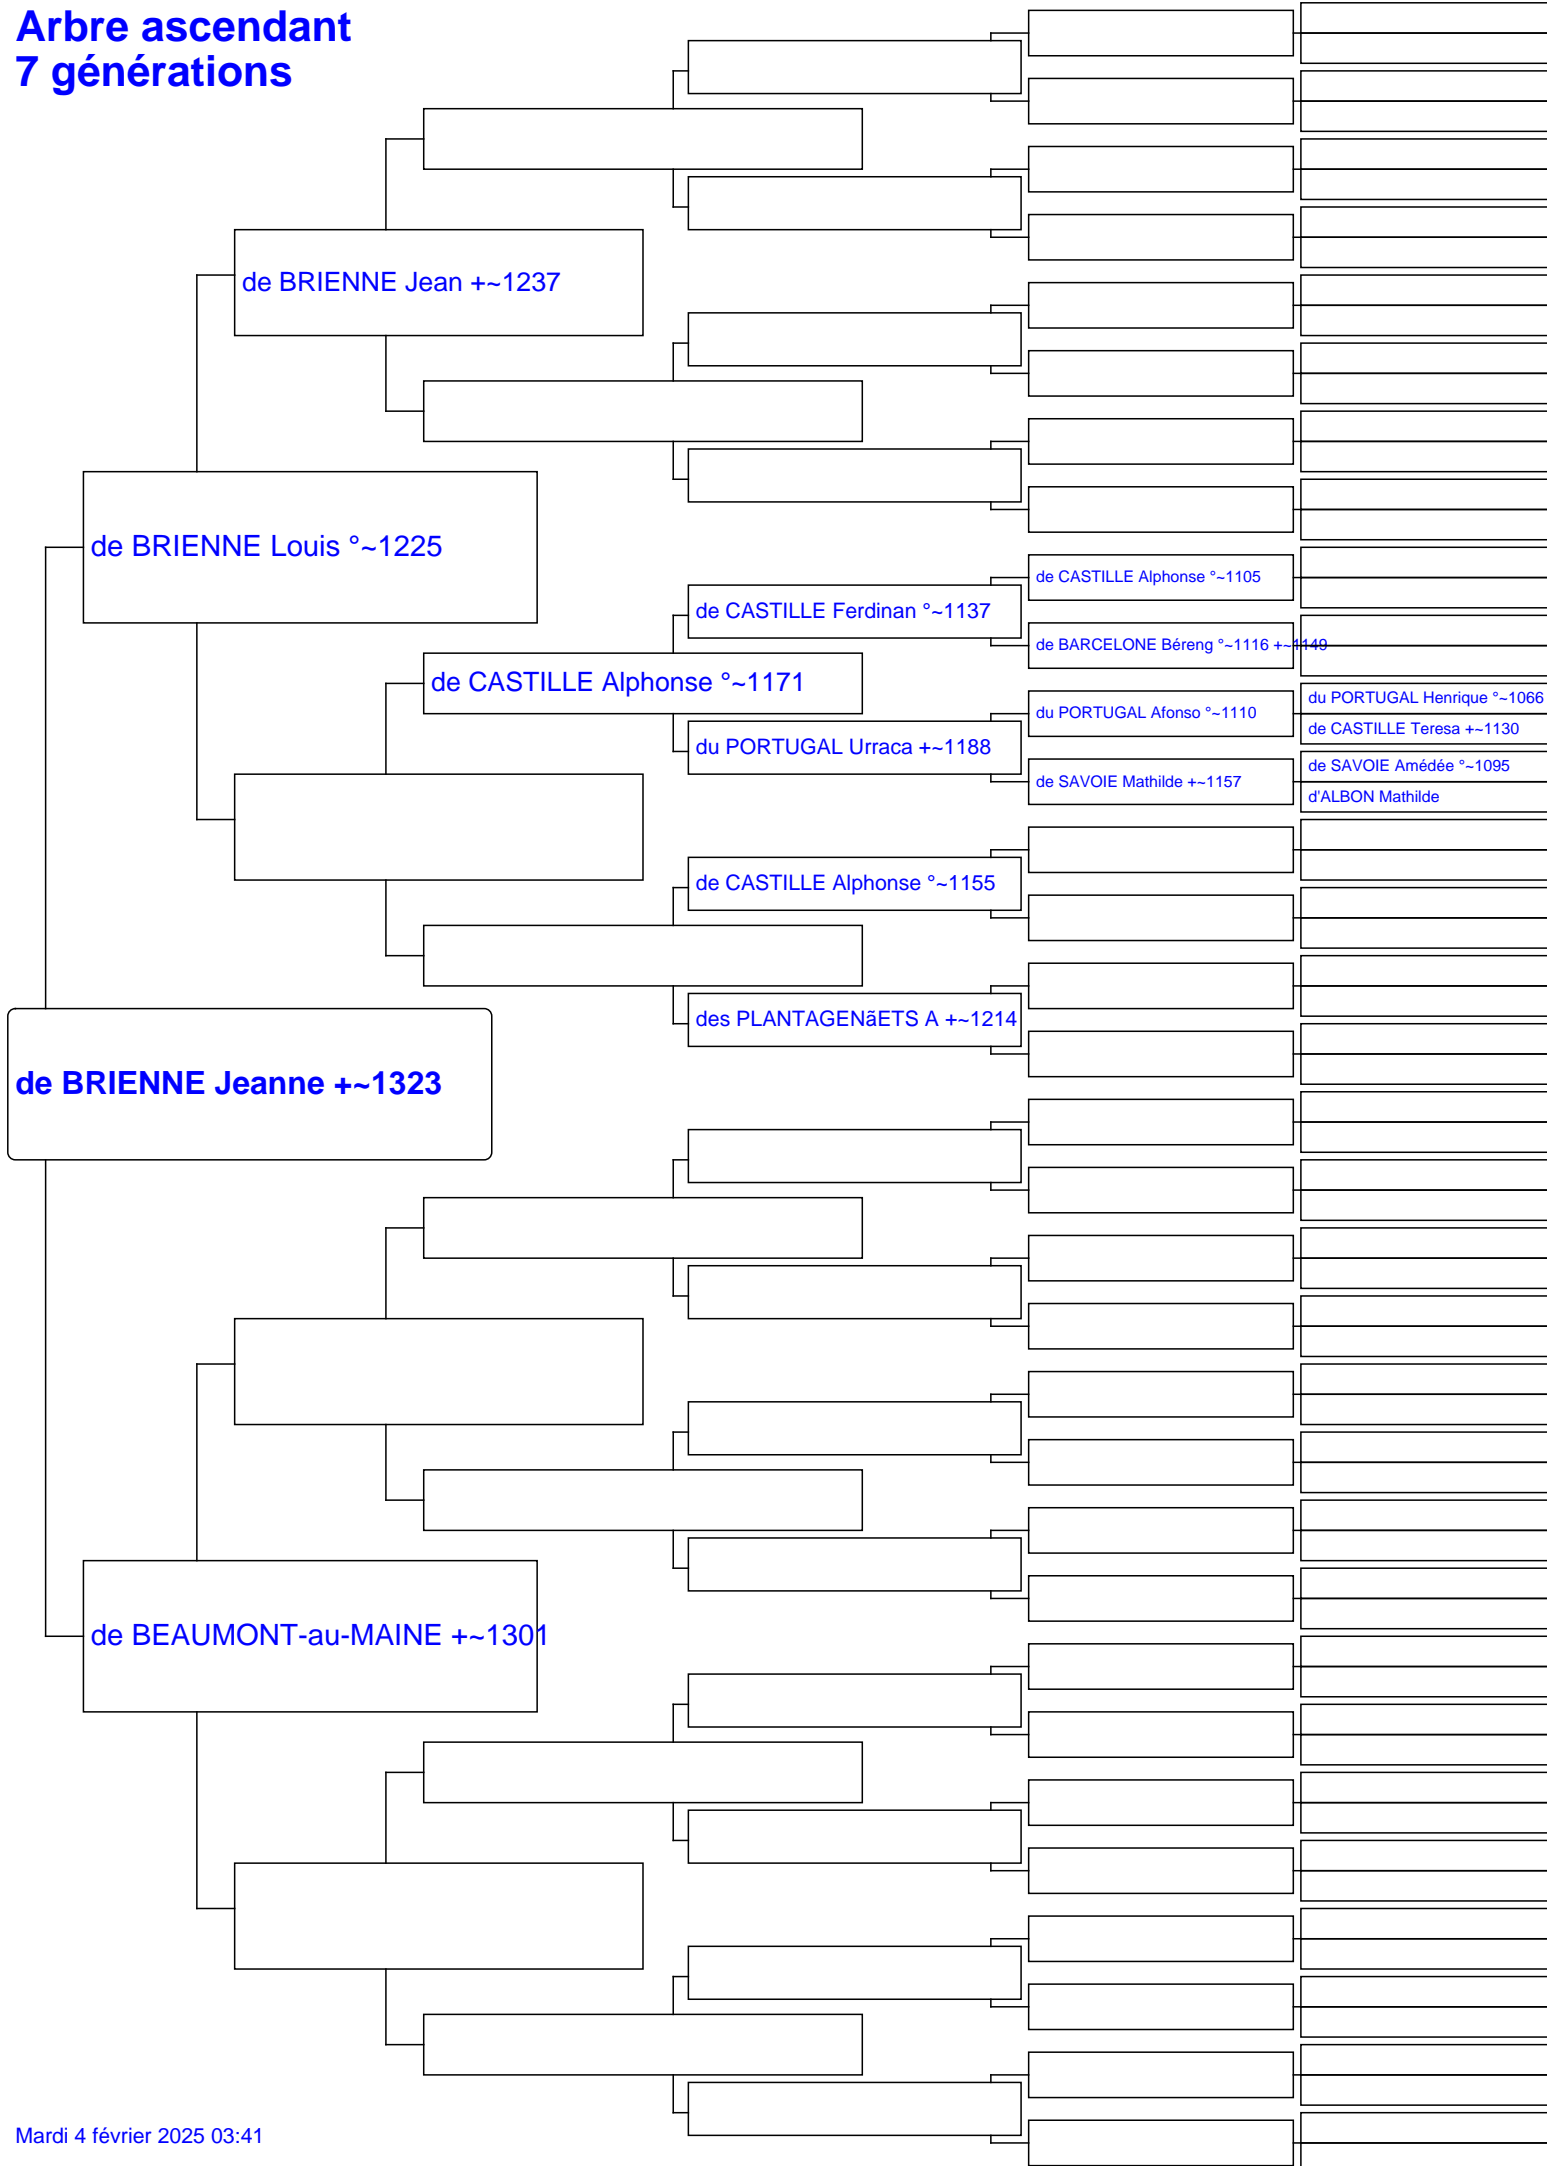 Arbre ascendant
7 générations
de BRIENNE Jean +~1237
de BRIENNE Louis °~1225
de CASTILLE Alphonse °~1105
de CASTILLE Ferdinan °~1137
de BARCELONE Béreng °~1116 +~1149
de CASTILLE Alphonse °~1171
du PORTUGAL Henrique °~1066
du PORTUGAL Afonso °~1110
de CASTILLE Teresa +~1130
du PORTUGAL Urraca +~1188
de SAVOIE Amédée °~1095
de SAVOIE Mathilde +~1157
d'ALBON Mathilde
de CASTILLE Alphonse °~1155
des PLANTAGENãETS A +~1214
de BRIENNE Jeanne +~1323
de BEAUMONT-au-MAINE +~1301
Mardi 4 février 2025 03:41